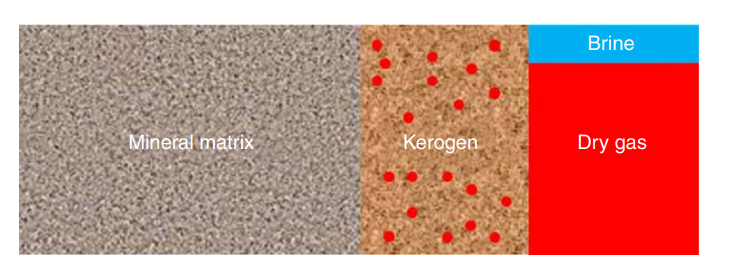 Brine
Mineral matrix
Kerogen
Dry gas